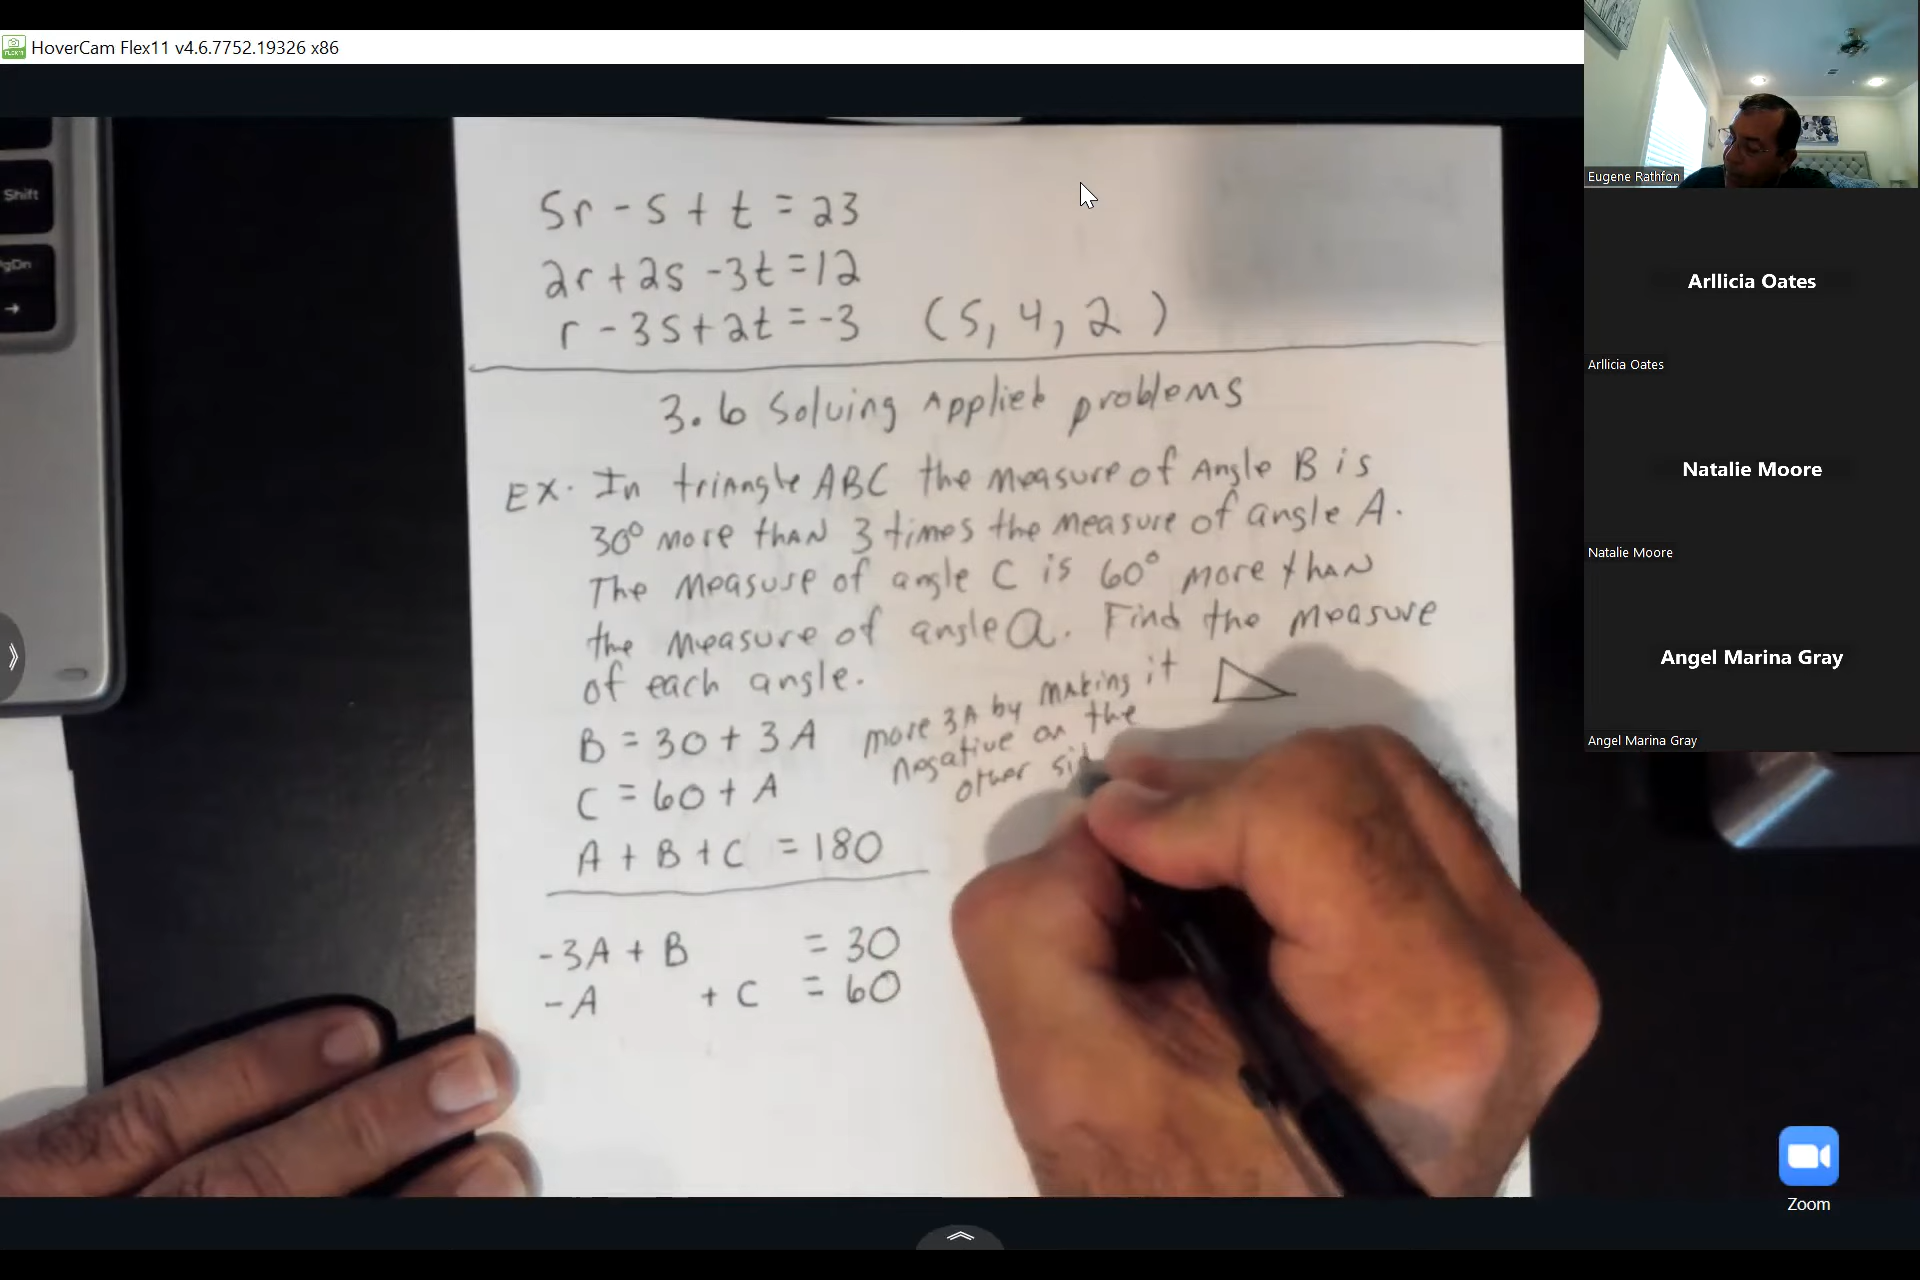 HoverCam Flex11 v4.6.7752.19326 x86
Shift
gDn
5r - s + t = 23
2r + 2s - 3t = 12
r - 3s + 2t = -3 (5, 4, 2)
3.6 Solving Applied problems
EX. In triangle ABC the measure of Angle B is
30° more than 3 times the measure of angle A.
The measure of angle C is 60° more than
the measure of angle a. Find the measure
of each angle.
B = 30 + 3A
C = 60 + A
A + B + C = 180
move 3A by making it
negative on the
other
-3A + B = 30
-A + C = 60
Eugene Rathfon
Arllicia Oates
Arllicia Oates
Natalie Moore
Natalie Moore
Angel Marina Gray
Angel Marina Gray
Zoom